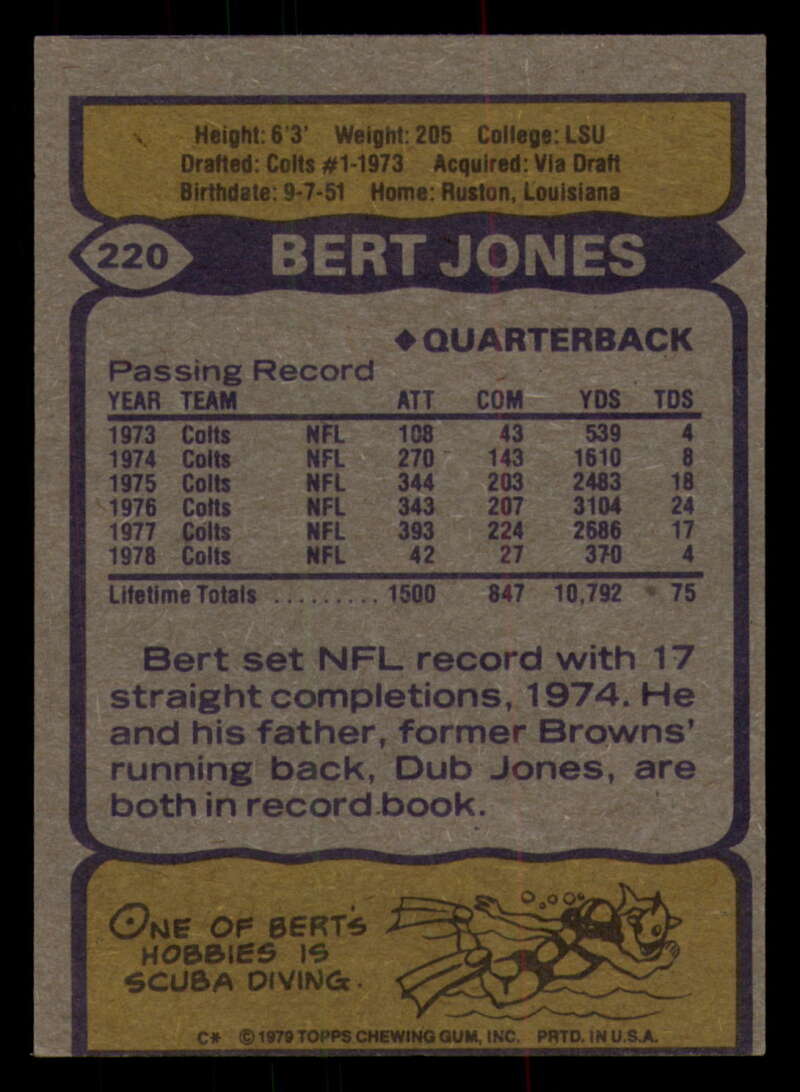 Height: 6'3' Weight: 205 College: LSU
Drafted: Colts #1-1973 Acquired: Via Draft
Birthdate: 9-7-51 Home: Ruston, Louisiana
220 BERT JONES
◆ QUARTERBACK
Passing Record
YEAR TEAM ATT COM YDS TDS
1973 Colts NFL 108 43 539 4
1974 Colts NFL 270 143 1610 8
1975 Colts NFL 344 203 2483 18
1976 Colts NFL 343 207 3104 24
1977 Colts NFL 393 224 2686 17
1978 Colts NFL 42 27 370 4
Lifetime Totals ......... 1500 847 10,792 75
Bert set NFL record with 17
straight completions, 1974. He
and his father, former Browns'
running back, Dub Jones, are
both in record book.
ONE OF BERT'S
HOBBIES IS
SCUBA DIVING.
C* © 1979 TOPPS CHEWING GUM, INC. PRTD. IN U.S.A.